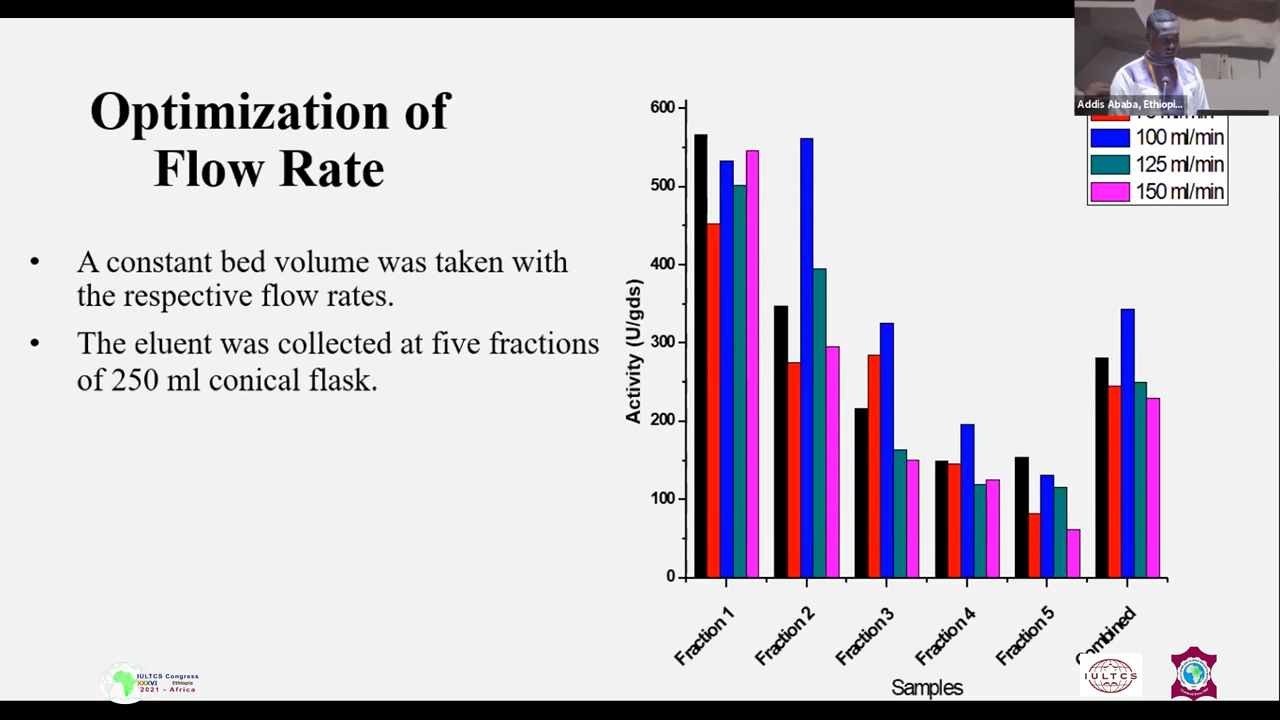 Addis Ababa, Ethiopi...
Optimization of
Flow Rate
• A constant bed volume was taken with
the respective flow rates.
• The eluent was collected at five fractions
of 250 ml conical flask.
600
500
400
300
200
100
0
Activity (U/gds)
100 ml/min
125 ml/min
150 ml/min
Fraction 1
Fraction 2
Fraction 3
Fraction 4
Fraction 5
Combined
Samples
IULTCS Congress
XXXVI Ethiopia
2021 - Africa
IULTCS